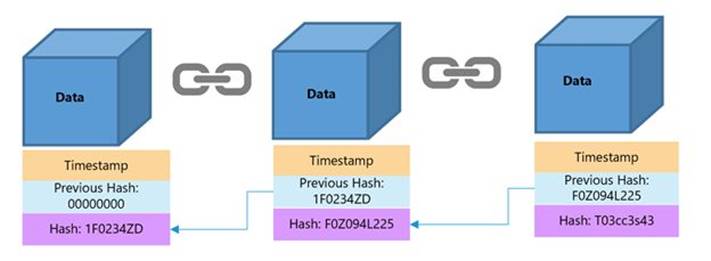 Data
Timestamp
Previous Hash:
00000000
Hash: 1F0234ZD
Data
Timestamp
Previous Hash:
1F0234ZD
Hash: F0Z094L225
Data
Timestamp
Previous Hash:
F0Z094L225
Hash: T03cc3s43